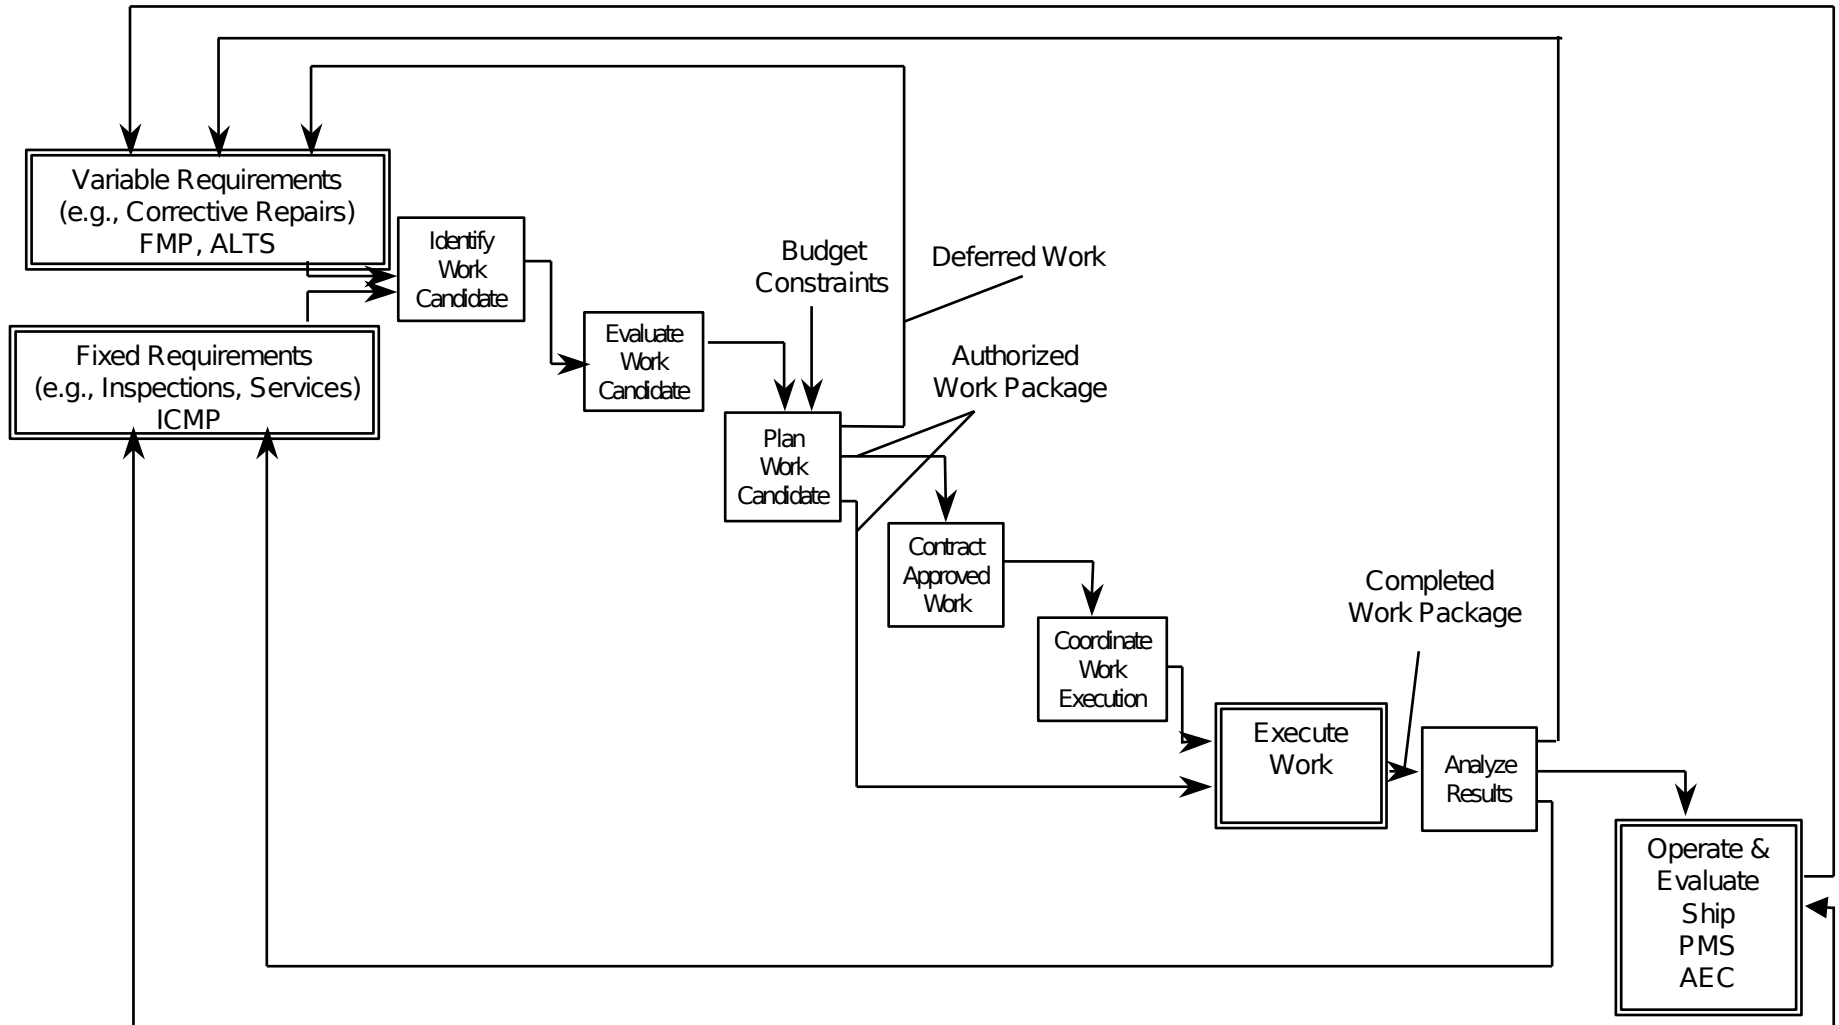 Variable Requirements
(e.g., Corrective Repairs)
FMP, ALTS
Identify
Work
Candidate
Fixed Requirements
(e.g., Inspections, Services)
ICMP
Evaluate
Work
Candidate
Budget
Constraints
Deferred Work
Authorized
Work Package
Plan
Work
Candidate
Contract
Approved
Work
Coordinate
Work
Execution
Completed
Work Package
Execute
Work
Analyze
Results
Operate &
Evaluate
Ship
PMS
AEC